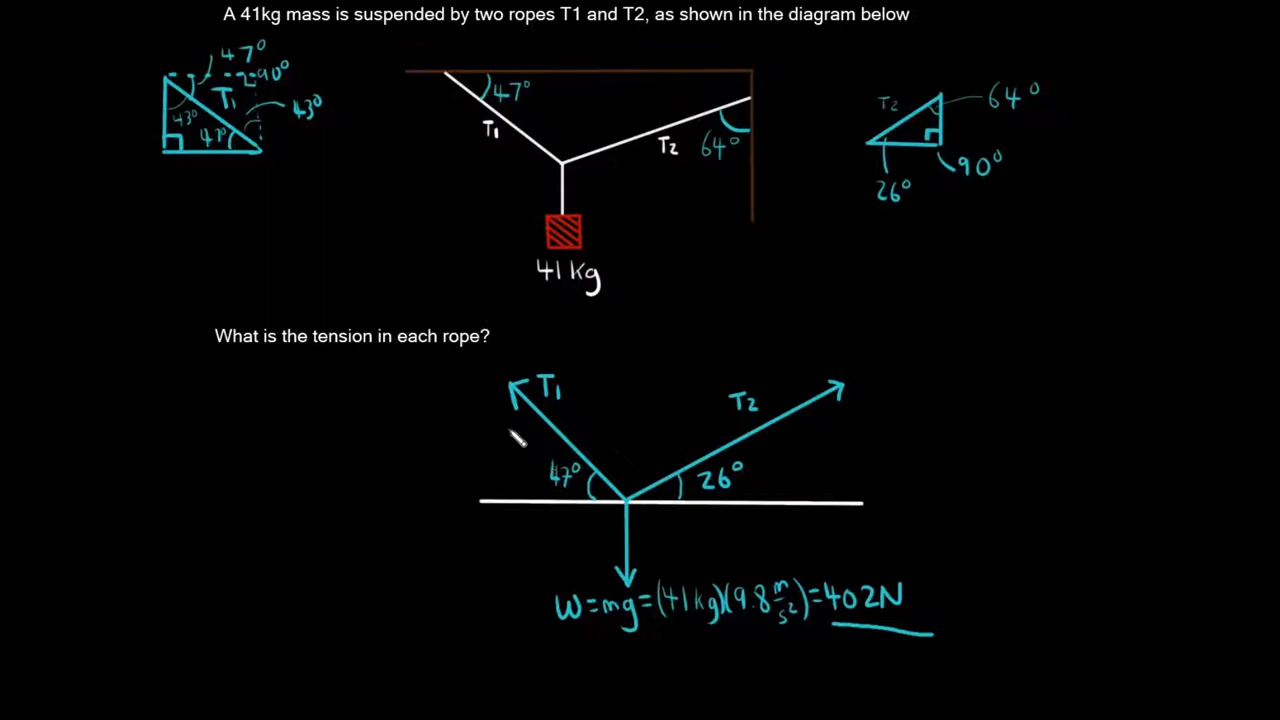 A 41kg mass is suspended by two ropes T1 and T2, as shown in the diagram below
47°
90°
T1
43°
43°
47°
47°
T1
T2
64°
41kg
T2
64°
90°
26°
What is the tension in each rope?
T1
T2
47°
26°
W=mg=(41kg)(9.8 m/s²)=402N